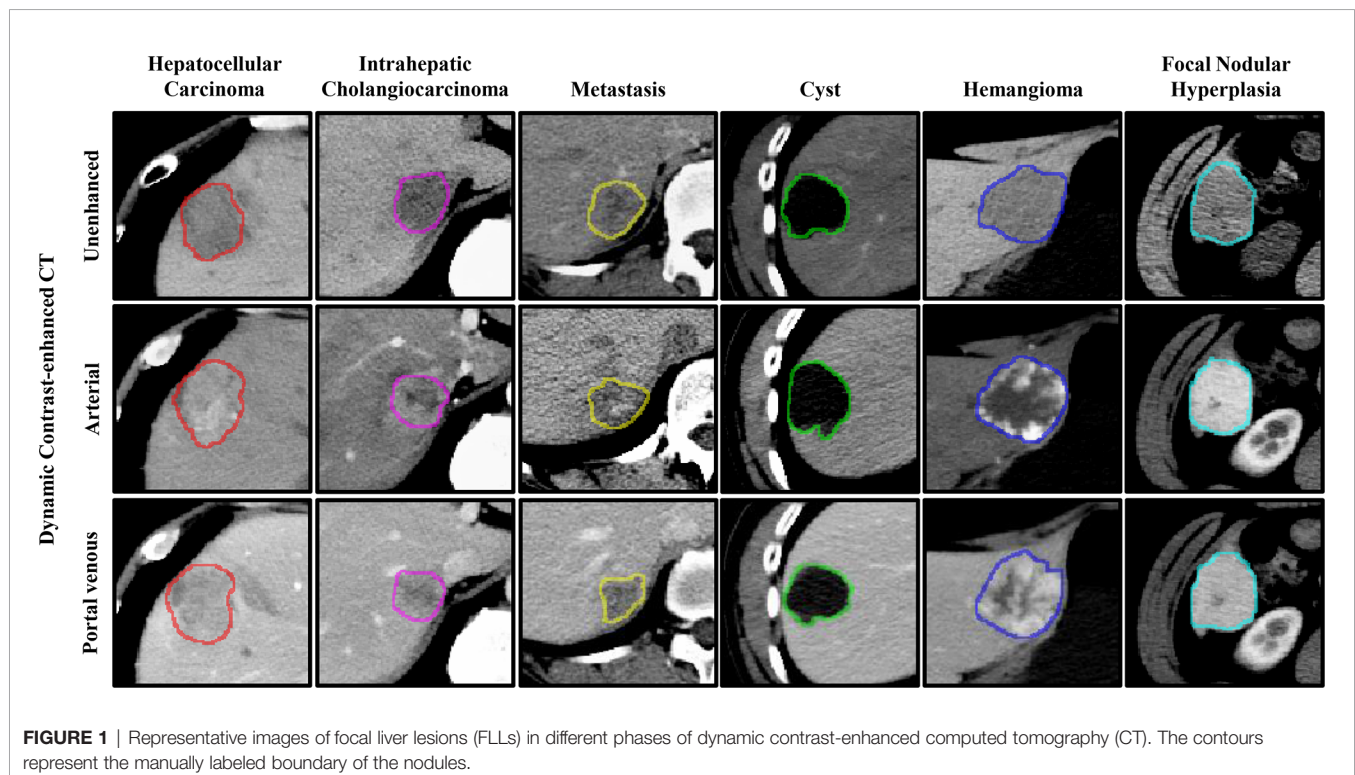 Hepatocellular
Carcinoma
Intrahepatic
Cholangiocarcinoma
Metastasis
Cyst
Hemangioma
Focal Nodular
Hyperplasia
Dynamic Contrast-enhanced CT
Unenhanced
Arterial
Portal venous
FIGURE 1 | Representative images of focal liver lesions (FLLs) in different phases of dynamic contrast-enhanced computed tomography (CT). The contours
represent the manually labeled boundary of the nodules.